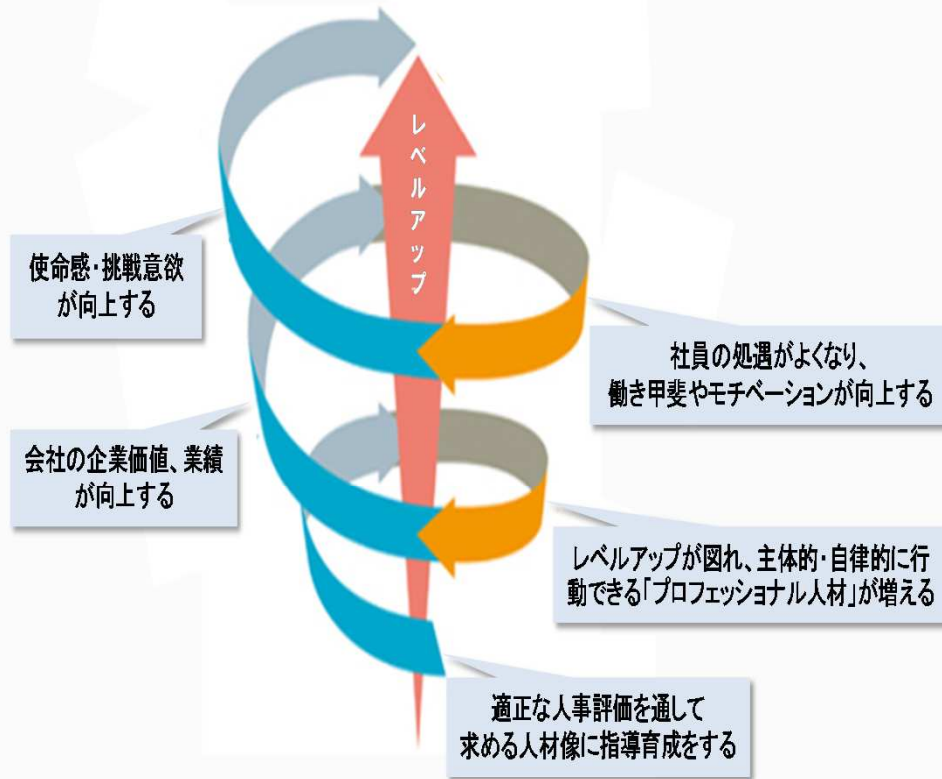 レベルアップ
使命感・挑戦意欲
が向上する
社員の処遇がよくなり、
働き甲斐やモチベーションが向上する
会社の企業価値、業績
が向上する
レベルアップが図れ、主体的・自律的に行
動できる「プロフェッショナル人材」が増える
適正な人事評価を通して
求める人材像に指導育成をする